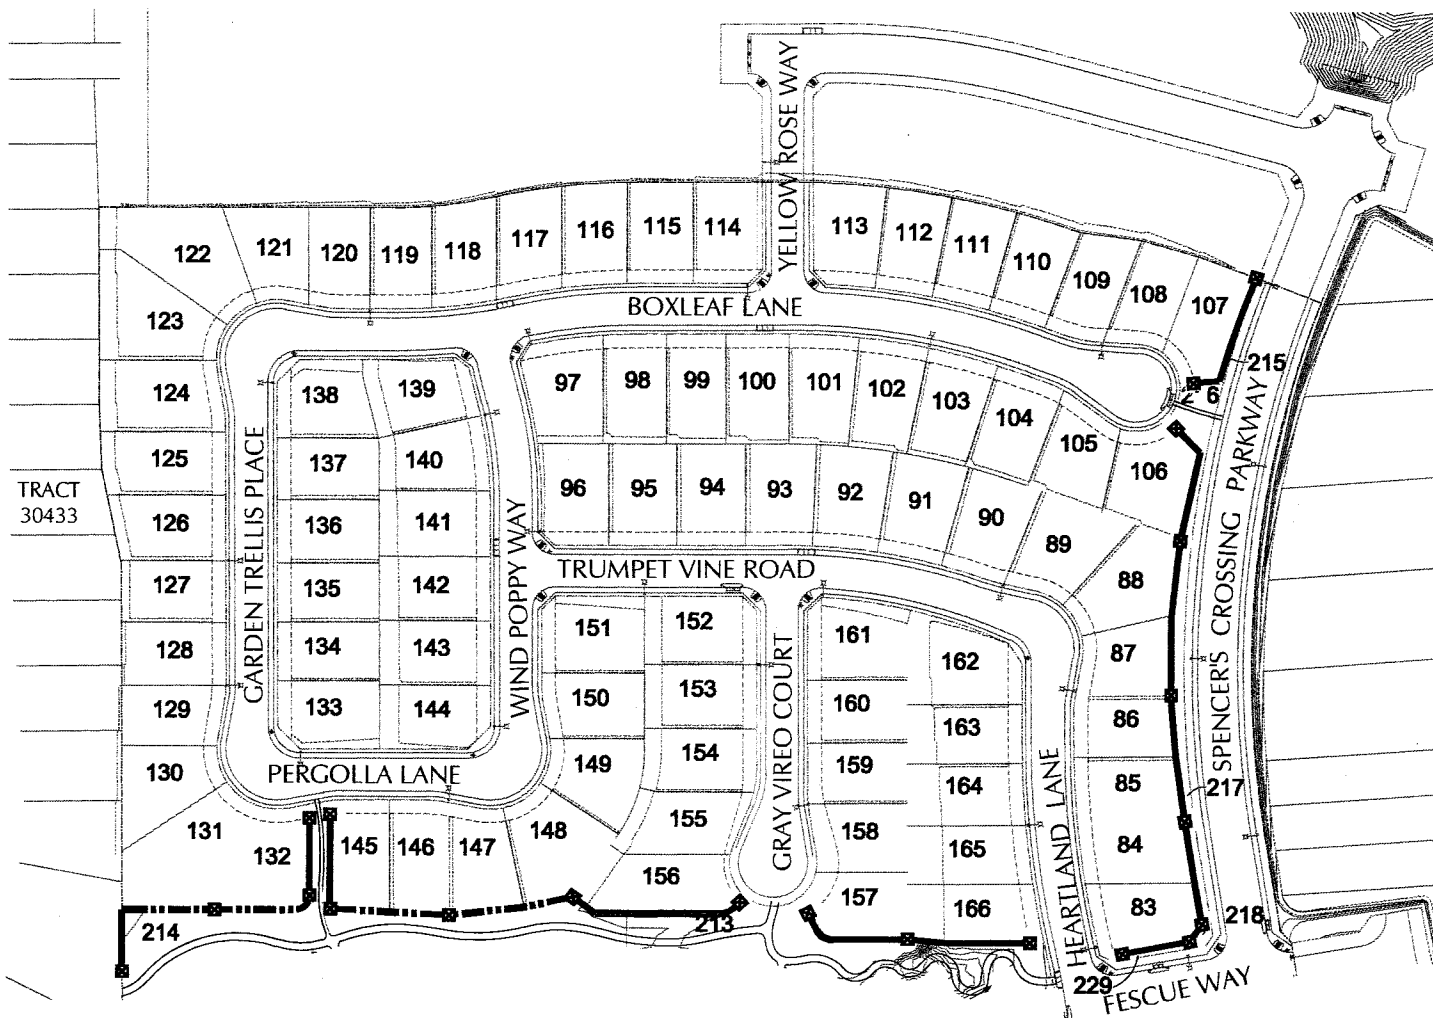 YELLOW ROSE WAY
122 121 120 119 118 117 116 115 114 113 112 111 110 109 108 107
BOXLEAF LANE
123
215
2 6
124
138 139
97 98 99 100 101 102 103 104 105 106
125
137 140
TRACT
30433
126
136 141
96 95 94 93 92 91 90 89 88
GARDEN TRELLIS PLACE
WIND POPPY WAY
TRUMPET VINE ROAD
SPENCER'S CROSSING PARKWAY
127
135 142
128
134 143
151 152
161 162
87
129
133 144
150 153
160 163
86
GRAY VIREO COURT
HEARTLAND LANE
130
PERGOLLA LANE
149 154
159 164
85
217
131 132
145 146 147 148
155 156
158 165
84
157 166
83
214
213
218
229
FESCUE WAY